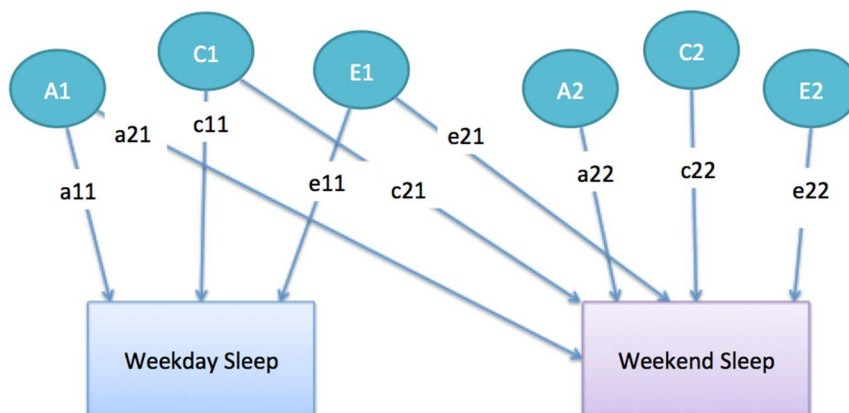 C1
C2
A1
E1
A2
E2
a21
c11
e21
a11
e11
c21
a22
c22
e22
Weekday Sleep
Weekend Sleep